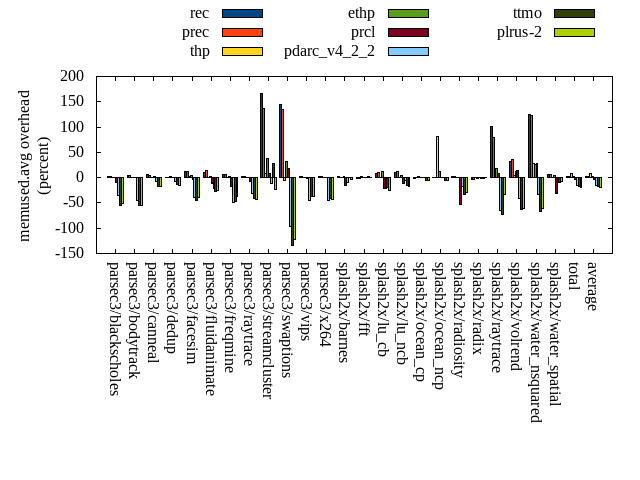 rec
prec
thp
ethp
prcl
pdarc_v4_2_2
ttmo
plrus-2
memused.avg overhead
(percent)
200
150
100
50
0
-50
-100
-150
parsec3/blackscholes
parsec3/bodytrack
parsec3/canneal
parsec3/dedup
parsec3/facesim
parsec3/fluidanimate
parsec3/freqmine
parsec3/raytrace
parsec3/streamcluster
parsec3/swaptions
parsec3/vips
parsec3/x264
splash2x/barnes
splash2x/fft
splash2x/lu_cb
splash2x/lu_ncb
splash2x/ocean_cp
splash2x/ocean_ncp
splash2x/radiosity
splash2x/radix
splash2x/raytrace
splash2x/volrend
splash2x/water_nsquared
splash2x/water_spatial
total
average